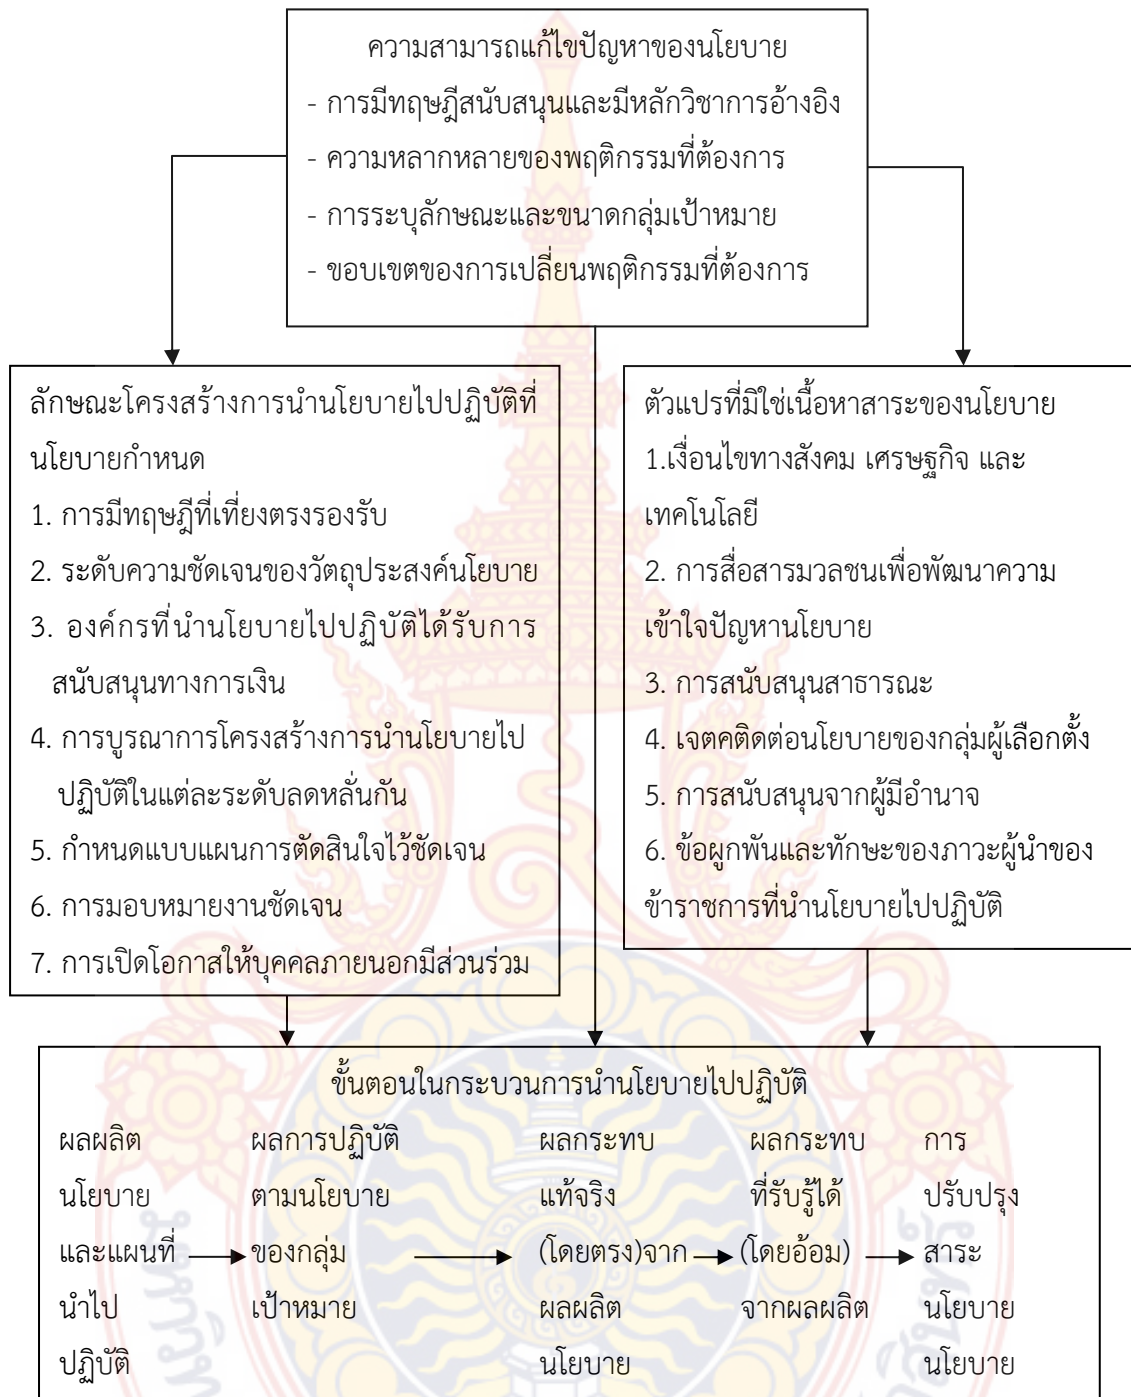 ความสามารถแก้ไขปัญหาของนโยบาย
- การมีทฤษฎีสนับสนุนและมีหลักวิชาการอ้างอิง
- ความหลากหลายของพฤติกรรมที่ต้องการ
- การระบุลักษณะและขนาดกลุ่มเป้าหมาย
- ขอบเขตของการเปลี่ยนพฤติกรรมที่ต้องการ
ลักษณะโครงสร้างการนำนโยบายไปปฏิบัติที่
นโยบายกำหนด
1. การมีทฤษฎีที่เที่ยงตรงรองรับ
2. ระดับความชัดเจนของวัตถุประสงค์นโยบาย
3. องค์กรที่นำนโยบายไปปฏิบัติได้รับการ
สนับสนุนทางการเงิน
4. การบูรณาการโครงสร้างการนำนโยบายไป
ปฏิบัติในแต่ละระดับลดหลั่นกัน
5. กำหนดแบบแผนการตัดสินใจไว้ชัดเจน
6. การมอบหมายงานชัดเจน
7. การเปิดโอกาสให้บุคคลภายนอกมีส่วนร่วม
ตัวแปรที่มิใช่เนื้อหาสาระของนโยบาย
1.เงื่อนไขทางสังคม เศรษฐกิจ และ
เทคโนโลยี
2. การสื่อสารมวลชนเพื่อพัฒนาความ
เข้าใจปัญหานโยบาย
3. การสนับสนุนสาธารณะ
4. เจตคติดต่อนโยบายของกลุ่มผู้เลือกตั้ง
5. การสนับสนุนจากผู้มีอำนาจ
6. ข้อผูกพันและทักษะของภาวะผู้นำของ
ข้าราชการที่นำนโยบายไปปฏิบัติ
ขั้นตอนในกระบวนการนำนโยบายไปปฏิบัติ
ผลผลิต
นโยบาย
และแผนที่
นำไป
ปฏิบัติ
ผลการปฏิบัติ
ตามนโยบาย
ของกลุ่ม
เป้าหมาย
ผลกระทบ
แท้จริง
(โดยตรง)จาก
ผลผลิต
นโยบาย
ผลกระทบ
ที่รับรู้ได้
(โดยอ้อม)
จากผลผลิต
การ
ปรับปรุง
สาระ
นโยบาย
นโยบาย